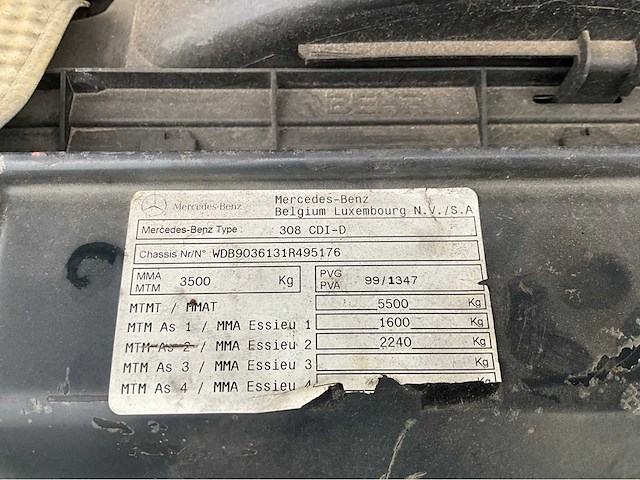 Mercedes-Benz
Mercedes-Benz
Belgium Luxembourg N.V./S.A
Mercedes-Benz Type : 308 CDI-D
Chassis Nr/N° WDB9036131R495176
MMA
MTM 3500 Kg
PVG
PVA 99/1347
MTMT / MMAT 5500 Kg
MTM As 1 / MMA Essieu 1 1600 Kg
MTM As 2 / MMA Essieu 2 2240 Kg
MTM As 3 / MMA Essieu 3 Kg
MTM As 4 / MMA Essieu 4